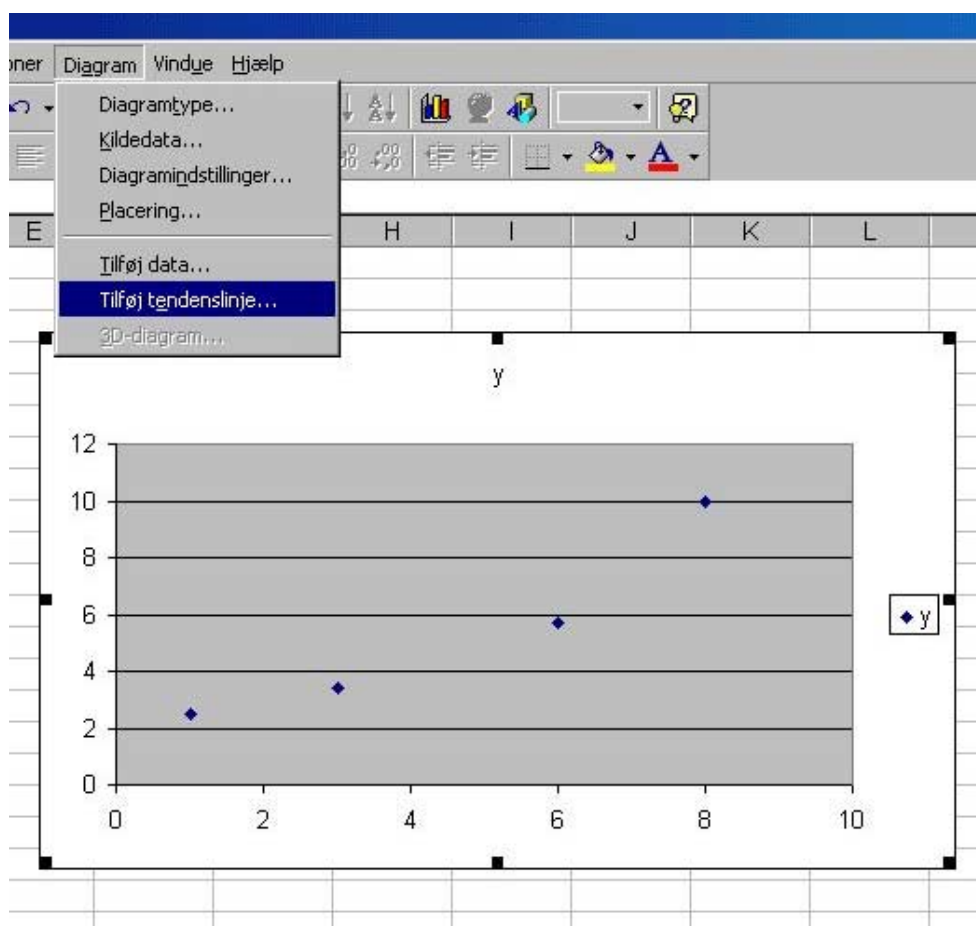 oner Diagram Vindue Hjælp
Diagramtype...
Kildedata...
Diagramindstillinger...
Placering...
Tilføj data...
Tilføj tendenslinje...
3D-diagram...
E H I J K L
y
12
10
8
6
4
2
0
0 2 4 6 8 10
y